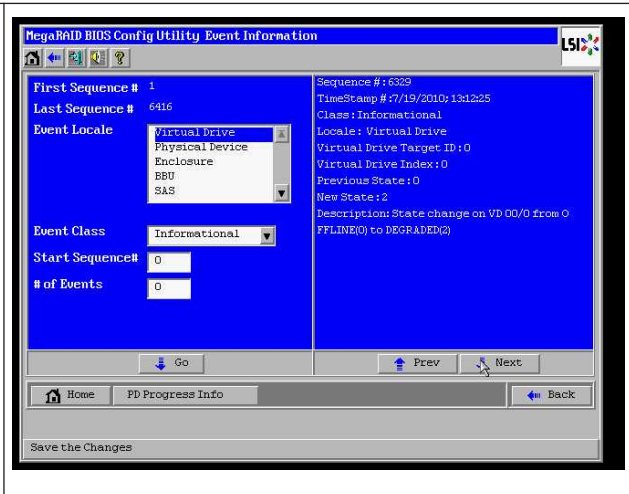 MegaRAID BIOS Config Utility Event Information
LSI
First Sequence # 1
Last Sequence # 6416
Event Locale
Virtual Drive
Physical Device
Enclosure
BBU
SAS
Event Class Informational
Start Sequence# 0
# of Events 0
Go
Sequence #:6329
TimeStamp #:7/19/2010; 13:12:25
Class:Informational
Locale: Virtual Drive
Virtual Drive Target ID:0
Virtual Drive Index:0
Previous State:0
New State:2
Description: State change on VD 00/0 from O
FFLINE(0) to DEGRADED(2)
Prev Next
Home PD Progress Info Back
Save the Changes